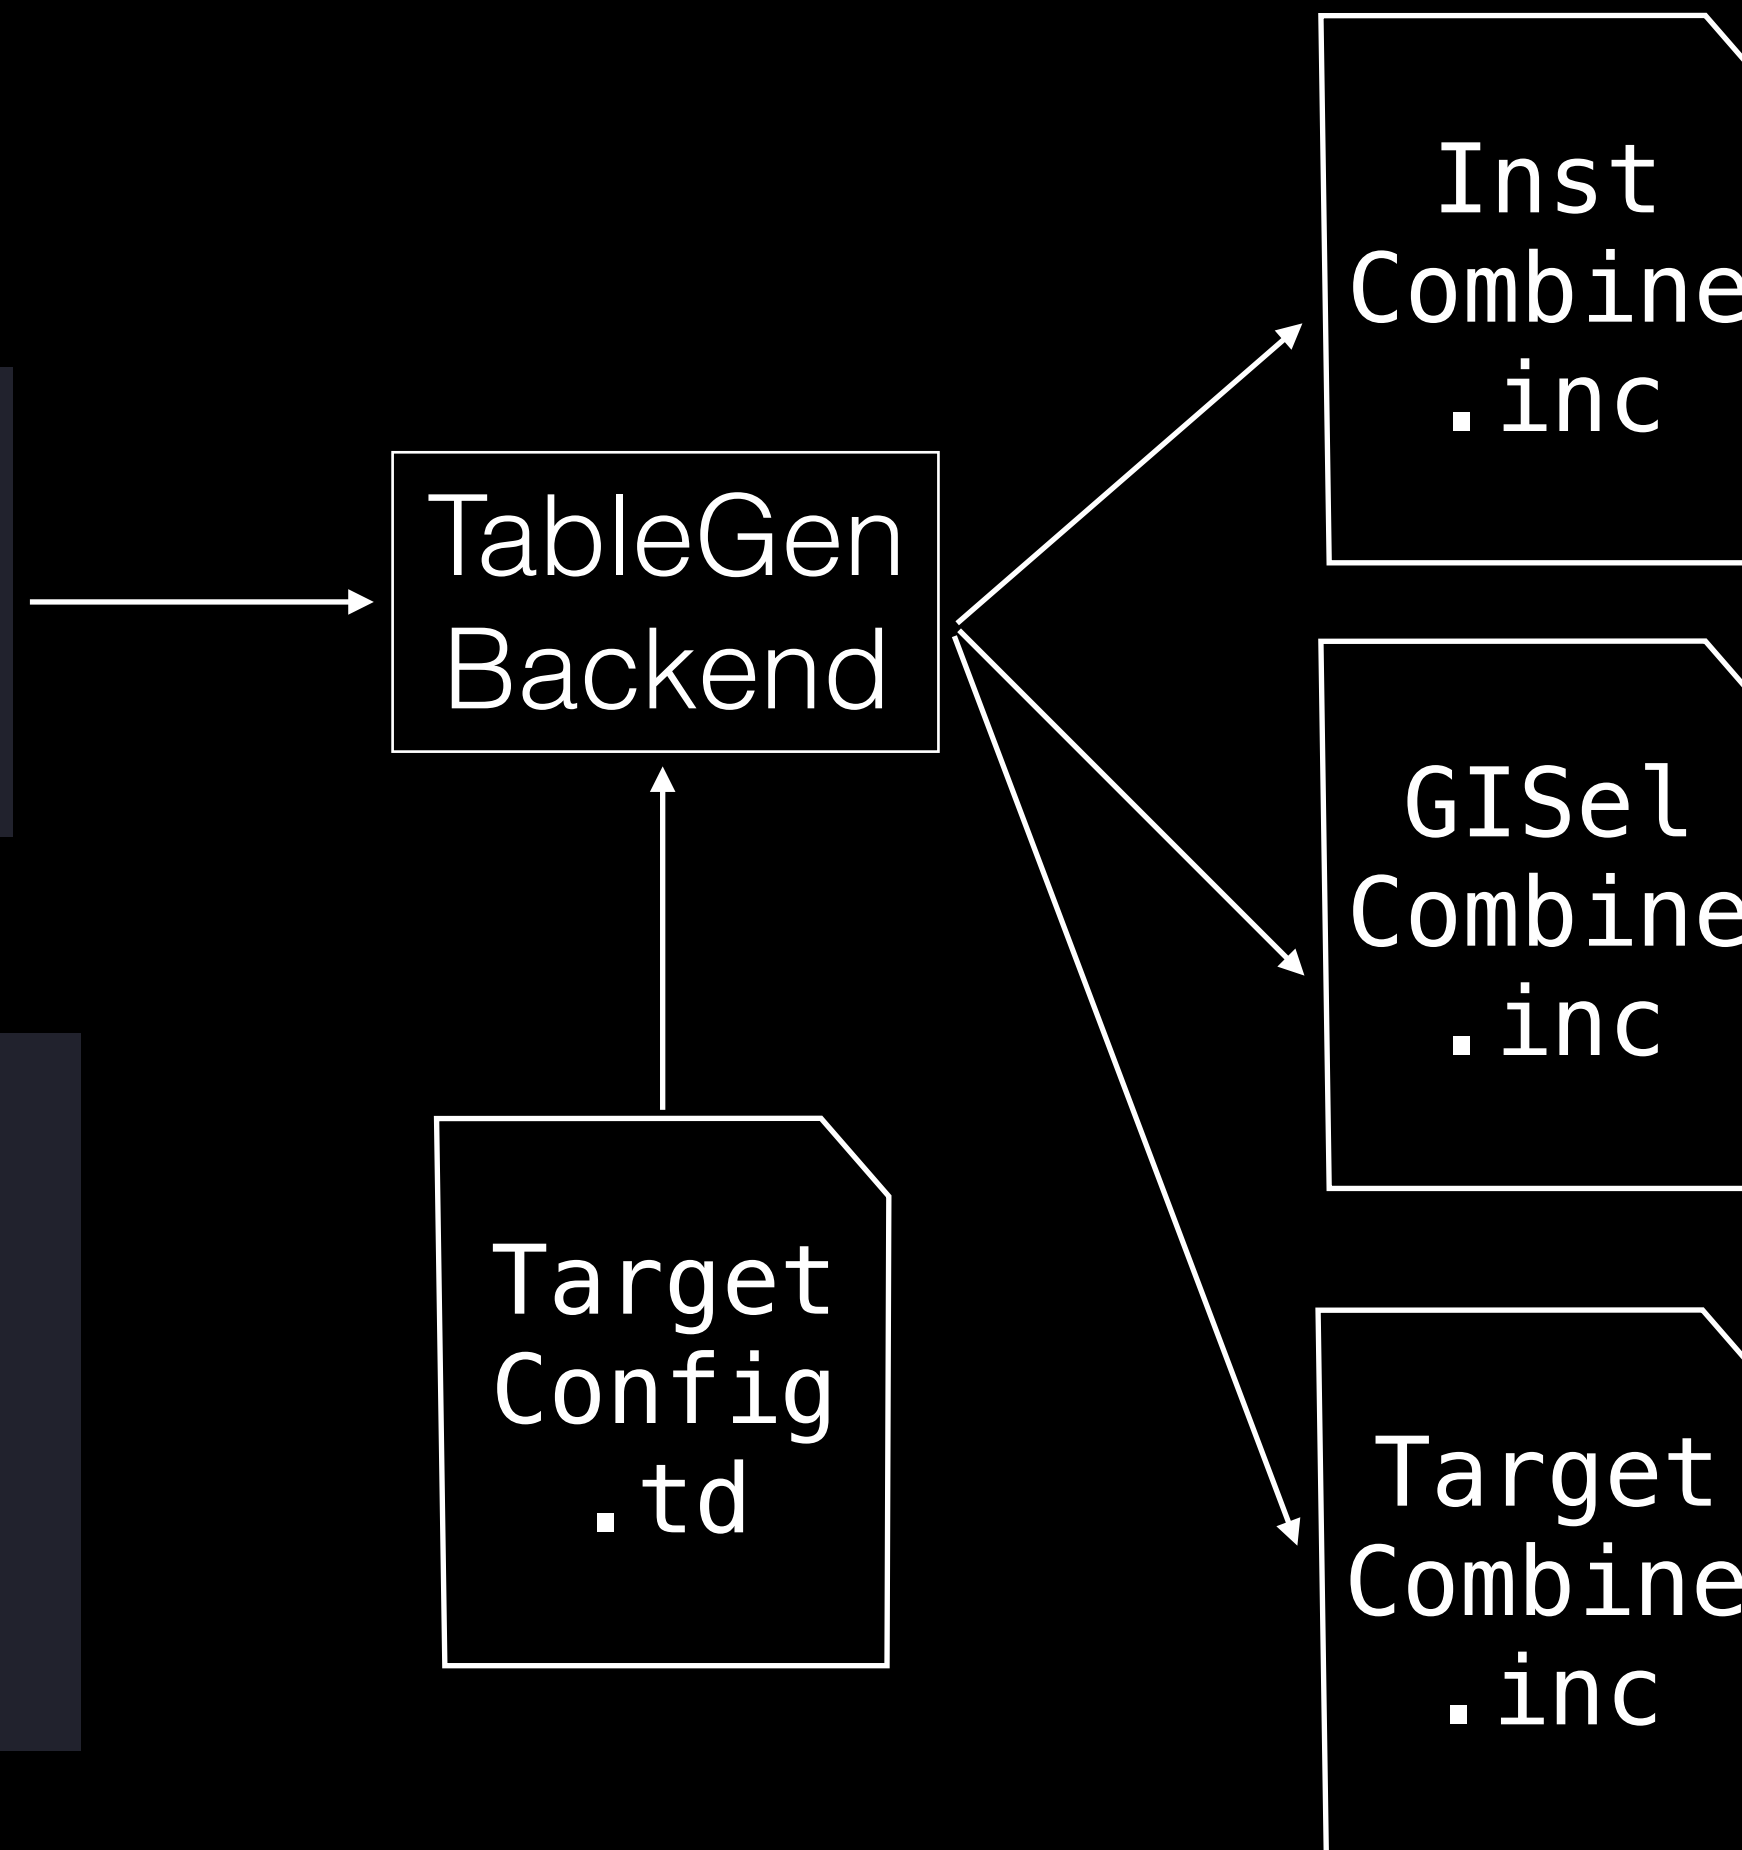 TableGen
Backend
Target
Config
.td
Inst
Combine
.inc
GISel
Combine
.inc
Target
Combine
.inc